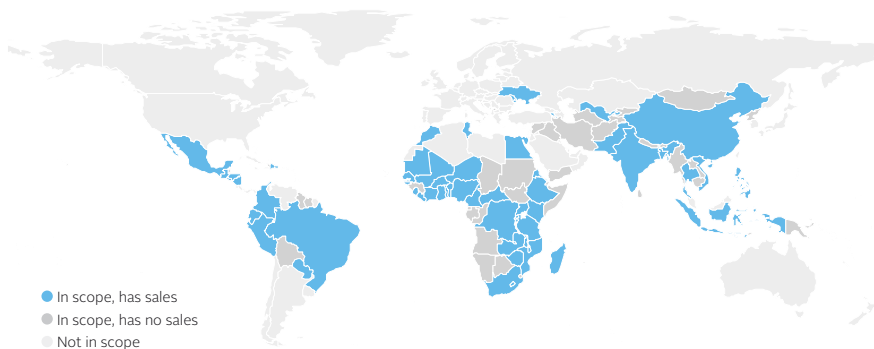 In scope, has sales
In scope, has no sales
Not in scope